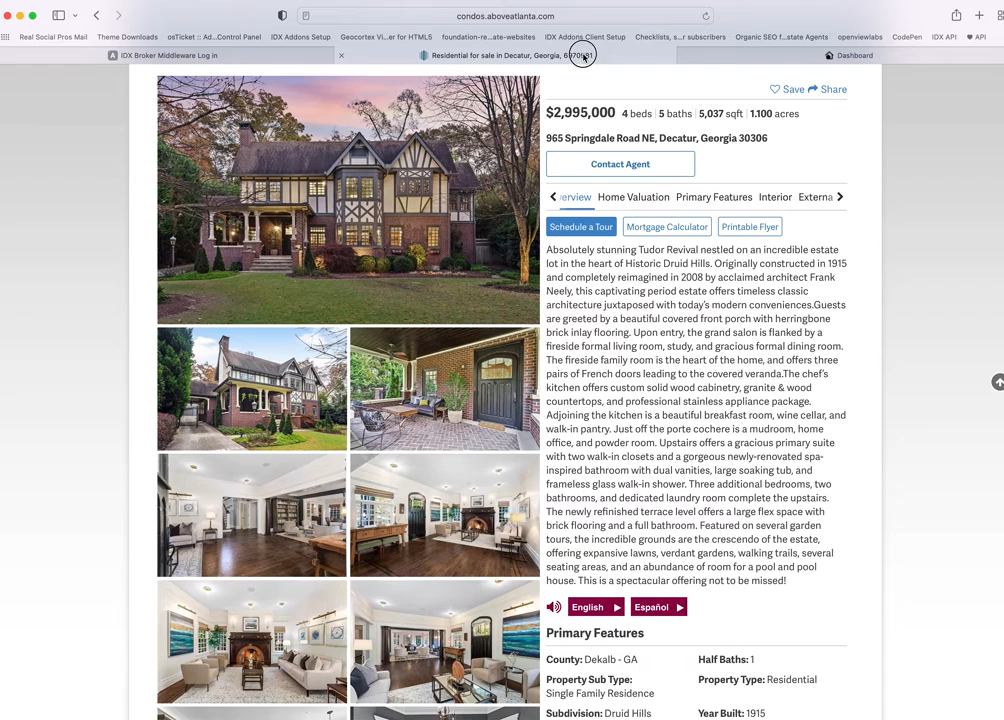 condos.aboveatlanta.com
Real Social Pros Mail
Theme Downloads
osTicket :: Ad...Control Panel
IDX Addons Setup
Geocortex Vi...er for HTML5
foundation-re...ate-websites
IDX Addons Client Setup
Checklists, s...r subscribers
Organic SEO f...state Agents
openviewlabs
CodePen
IDX API
API
IDX Broker Middleware Log in
Residential for sale in Decatur, Georgia,
Dashboard
Save
Share
$2,995,000 4 beds 5 baths 5,037 sqft 1.100 acres
965 Springdale Road NE, Decatur, Georgia 30306
Contact Agent
erview Home Valuation Primary Features Interior Externa
Schedule a Tour
Mortgage Calculator
Printable Flyer
Absolutely stunning Tudor Revival nestled on an incredible estate
lot in the heart of Historic Druid Hills. Originally constructed in 1915
and completely reimagined in 2008 by acclaimed architect Frank
Neely, this captivating period estate offers timeless classic
architecture juxtaposed with today's modern conveniences.Guests
are greeted by a beautiful covered front porch with herringbone
brick inlay flooring. Upon entry, the grand salon is flanked by a
fireside formal living room, study, and gracious formal dining room.
The fireside family room is the heart of the home, and offers three
pairs of French doors leading to the covered veranda.The chef's
kitchen offers custom solid wood cabinetry, granite & wood
countertops, and professional stainless appliance package.
Adjoining the kitchen is a beautiful breakfast room, wine cellar, and
walk-in pantry. Just off the porte cochere is a mudroom, home
office, and powder room. Upstairs offers a gracious primary suite
with two walk-in closets and a gorgeous newly-renovated spa-
inspired bathroom with dual vanities, large soaking tub, and
frameless glass walk-in shower. Three additional bedrooms, two
bathrooms, and dedicated laundry room complete the upstairs.
The newly refinished terrace level offers a large flex space with
brick flooring and a full bathroom. Featured on several garden
tours, the incredible grounds are the crescendo of the estate,
offering expansive lawns, verdant gardens, walking trails, several
seating areas, and an abundance of room for a pool and pool
house. This is a spectacular offering not to be missed!
English
Español
Primary Features
County: Dekalb - GA
Half Baths: 1
Property Sub Type:
Single Family Residence
Property Type: Residential
Subdivision: Druid Hills
Year Built: 1915